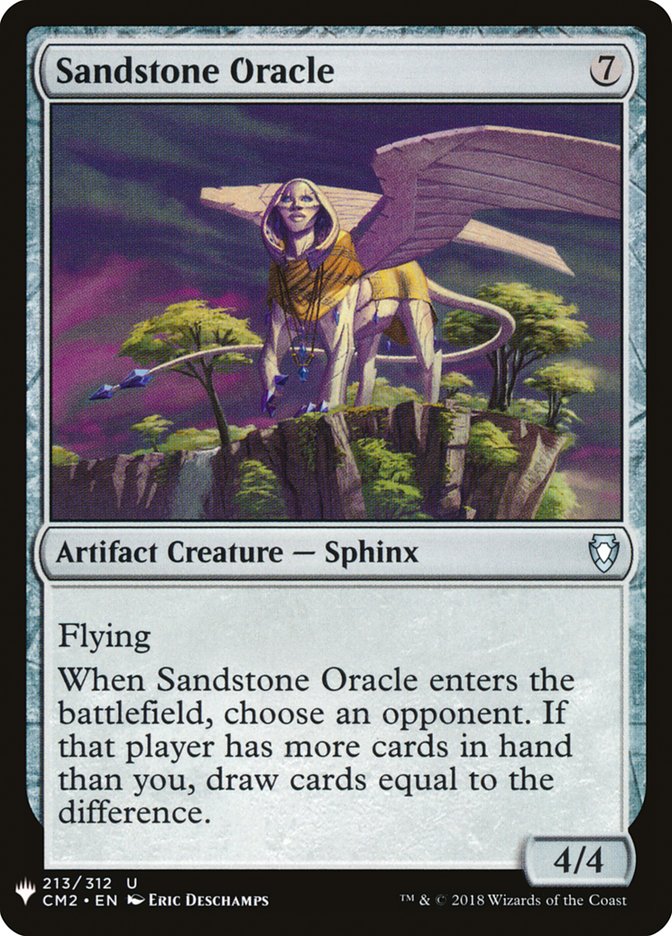 Sandstone Oracle 7
Artifact Creature — Sphinx
Flying
When Sandstone Oracle enters the
battlefield, choose an opponent. If
that player has more cards in hand
than you, draw cards equal to the
difference.
4/4
213/312 U
CM2 • EN Eric Deschamps
™ & © 2018 Wizards of the Coast